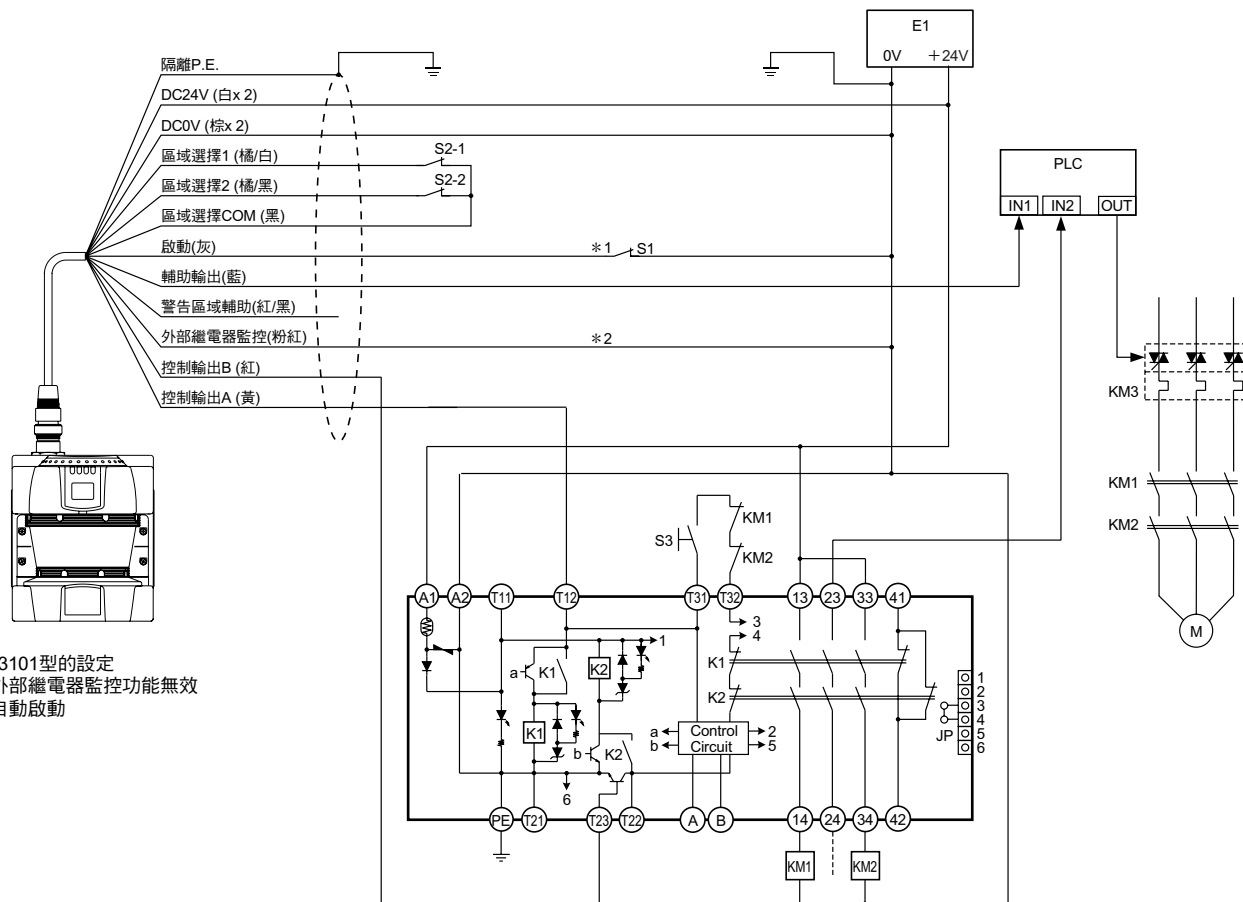 E1
0V +24V
隔離P.E.
DC24V (白x 2)
DC0V (棕x 2)
區域選擇1 (橘/白)
S2-1
區域選擇2 (橘/黑)
S2-2
區域選擇COM (黑)
啟動(灰)
*1 S1
輔助輸出(藍)
警告區域輔助(紅/黑)
外部繼電器監控(粉紅)
*2
控制輸出B (紅)
控制輸出A (黃)
PLC
IN1 IN2 OUT
KM3
KM1
KM2
M
S3
KM1
KM2
A1 A2 T11 T12 T31 T32 13 23 33 41
3
4
1
a K1 K2
K1
K2
K1
b K2
a Control 2
b Circuit 5
6
1
2
3
4
JP 5
6
PE T21 T23 T22 A B 14 24 34 42
KM1 KM2
3101型的設定
外部繼電器監控功能無效
自動啟動